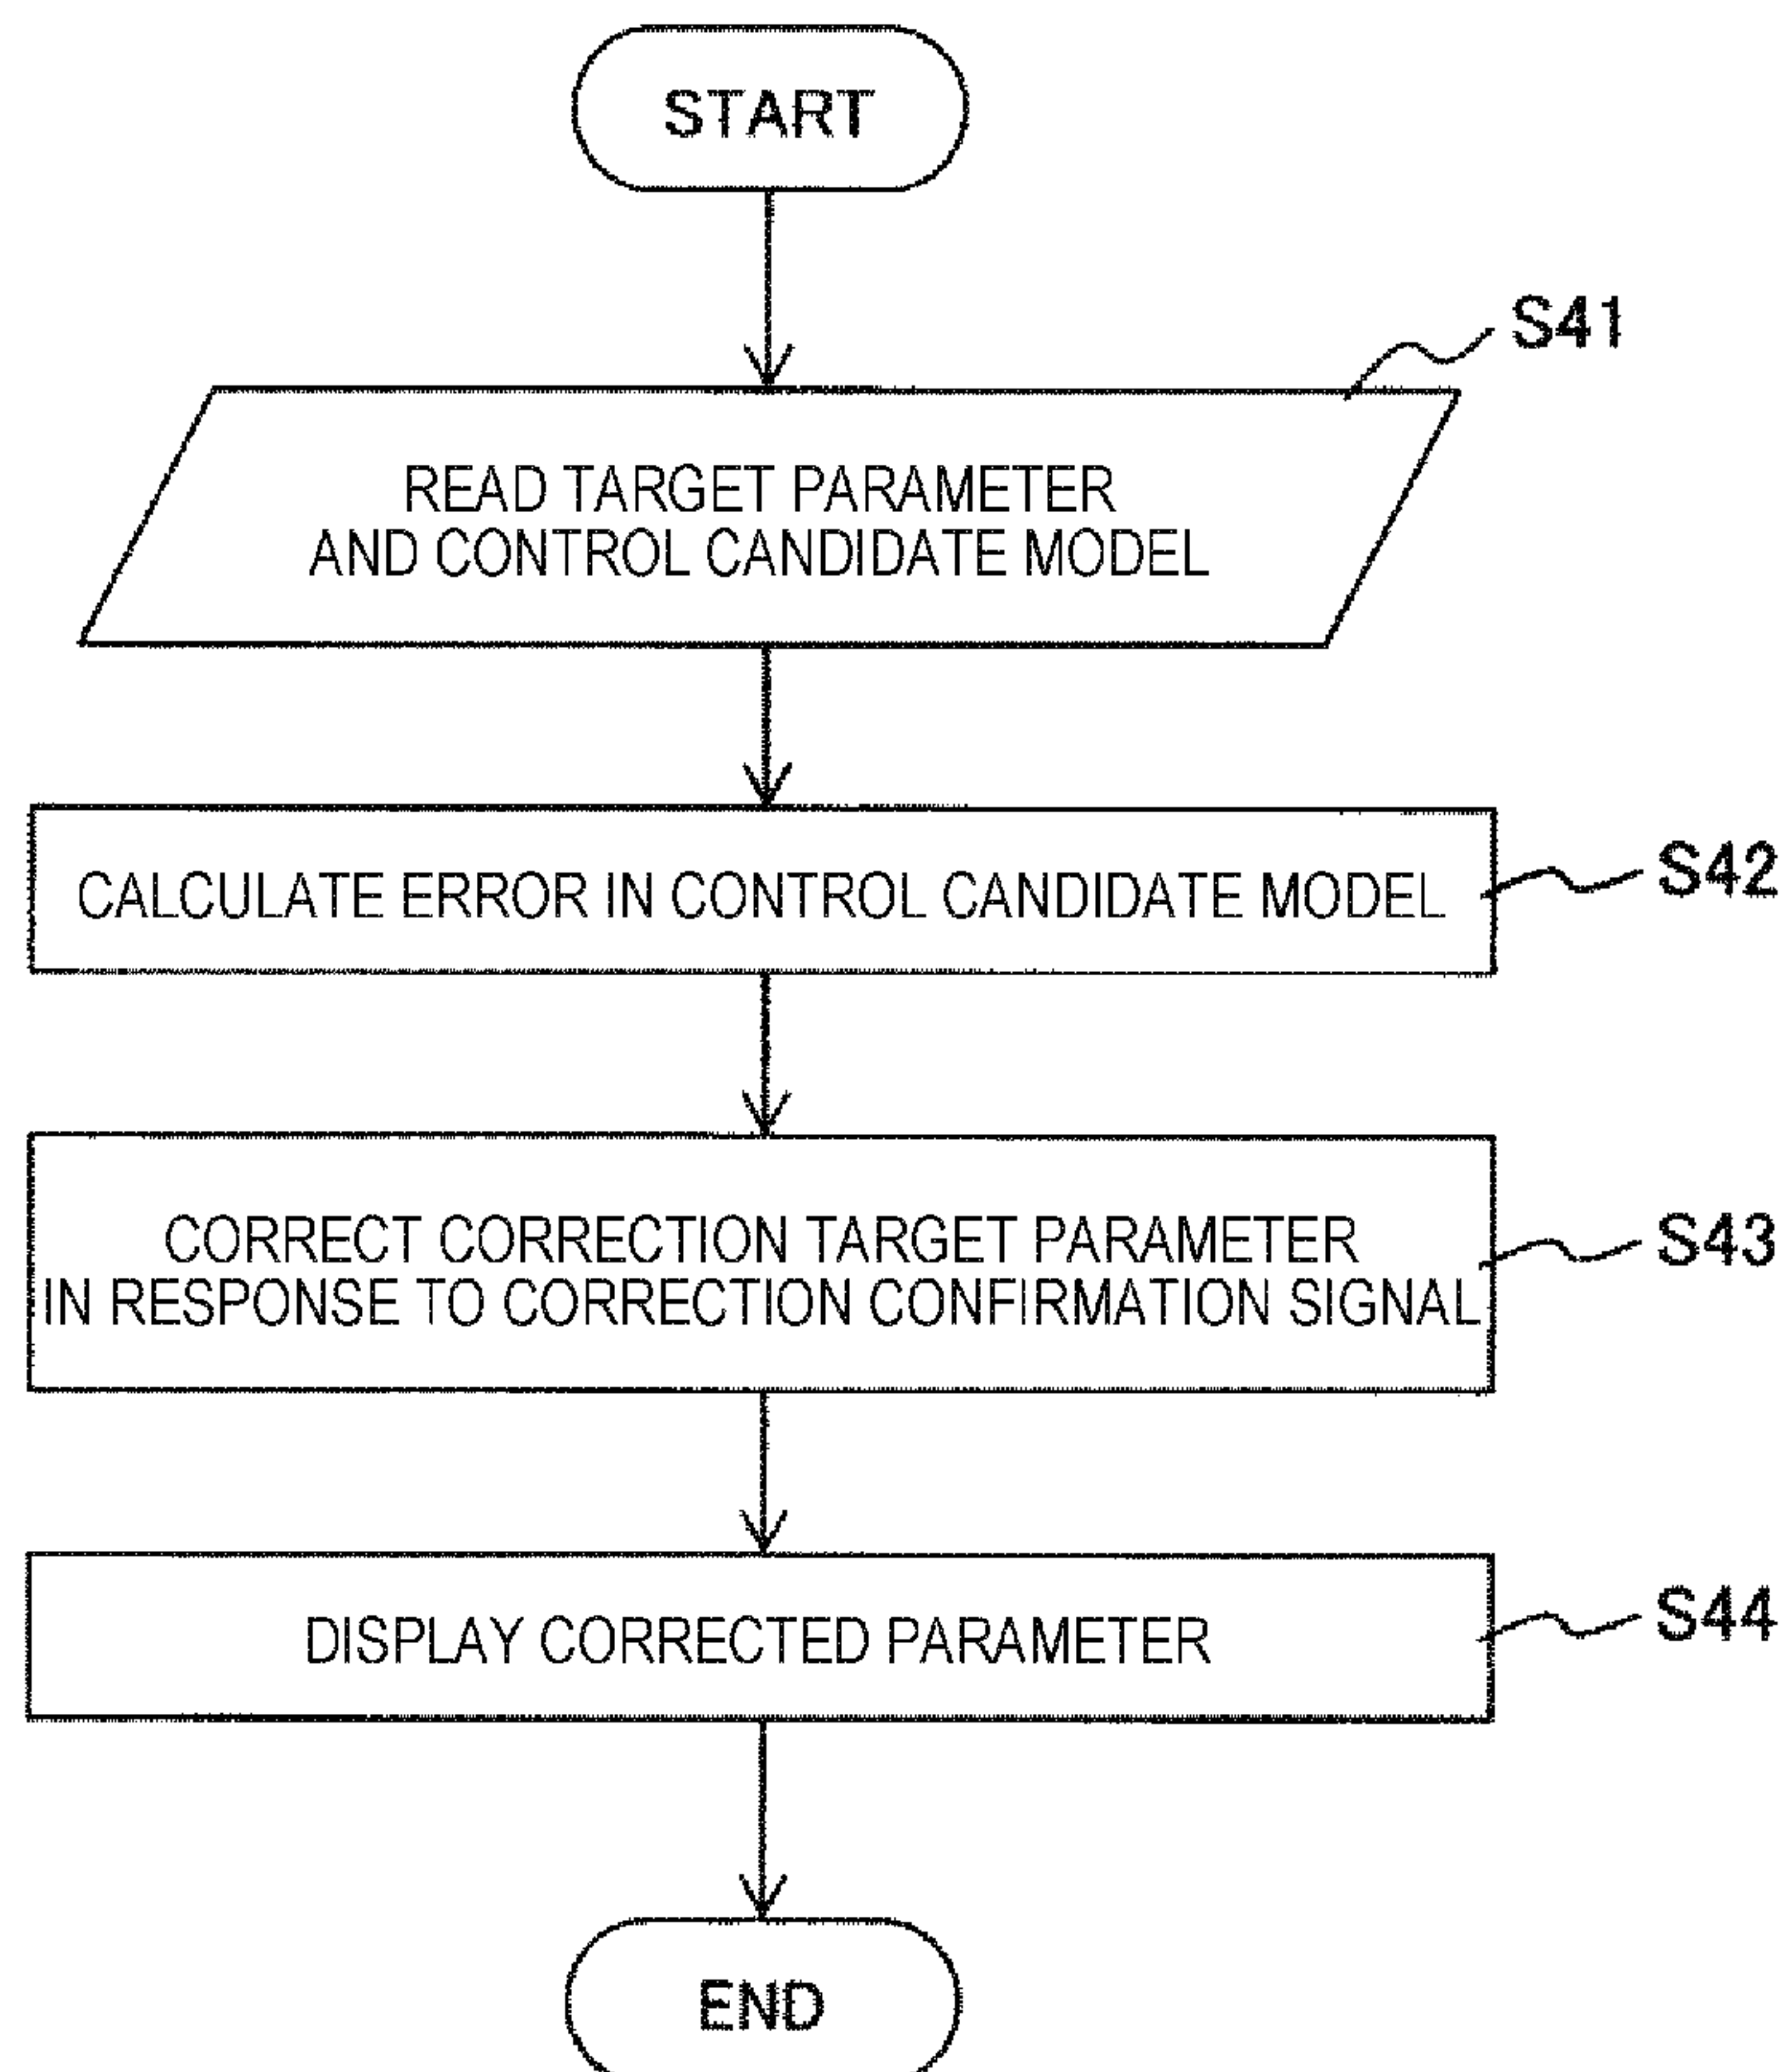 START
S41
READ TARGET PARAMETER
AND CONTROL CANDIDATE MODEL
CALCULATE ERROR IN CONTROL CANDIDATE MODEL
S42
CORRECT CORRECTION TARGET PARAMETER
IN RESPONSE TO CORRECTION CONFIRMATION SIGNAL
S43
DISPLAY CORRECTED PARAMETER
S44
END